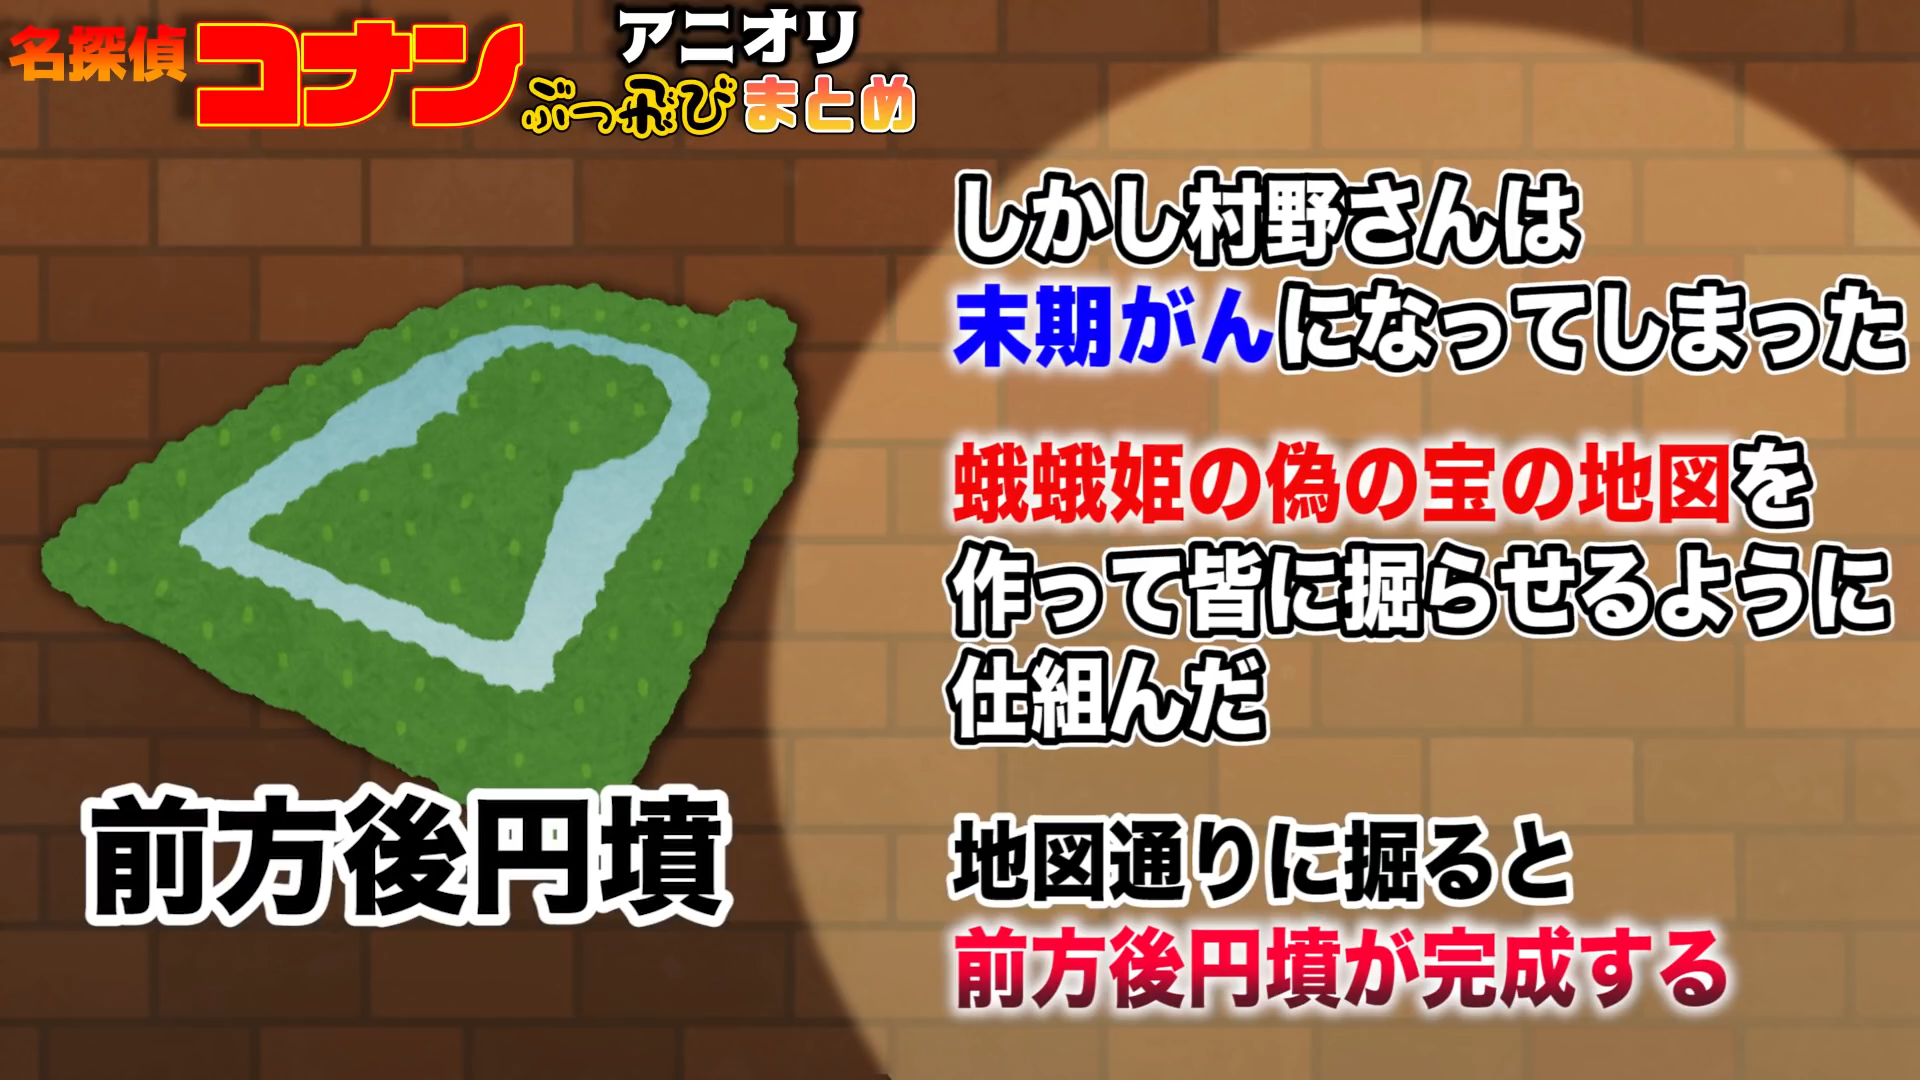 名探偵コナン アニオリ
ぶっ飛びまとめ
しかし村野さんは
末期がんになってしまった
蛾蛾姫の偽の宝の地図を
作って皆に掘らせるように
仕組んだ
地図通りに掘ると
前方後円墳が完成する
前方後円墳